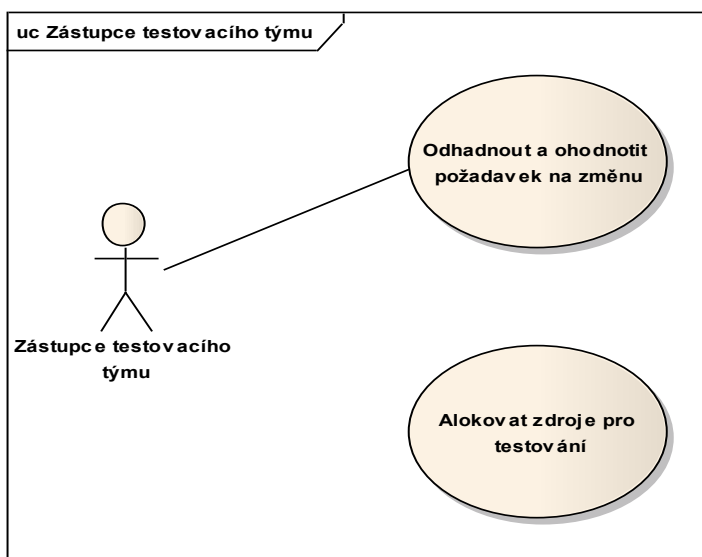 uc Zástupce testovacího týmu
Odhadnout a ohodnotit
požadavek na změnu
Zástupce testovacího
týmu
Alokovat zdroje pro
testování